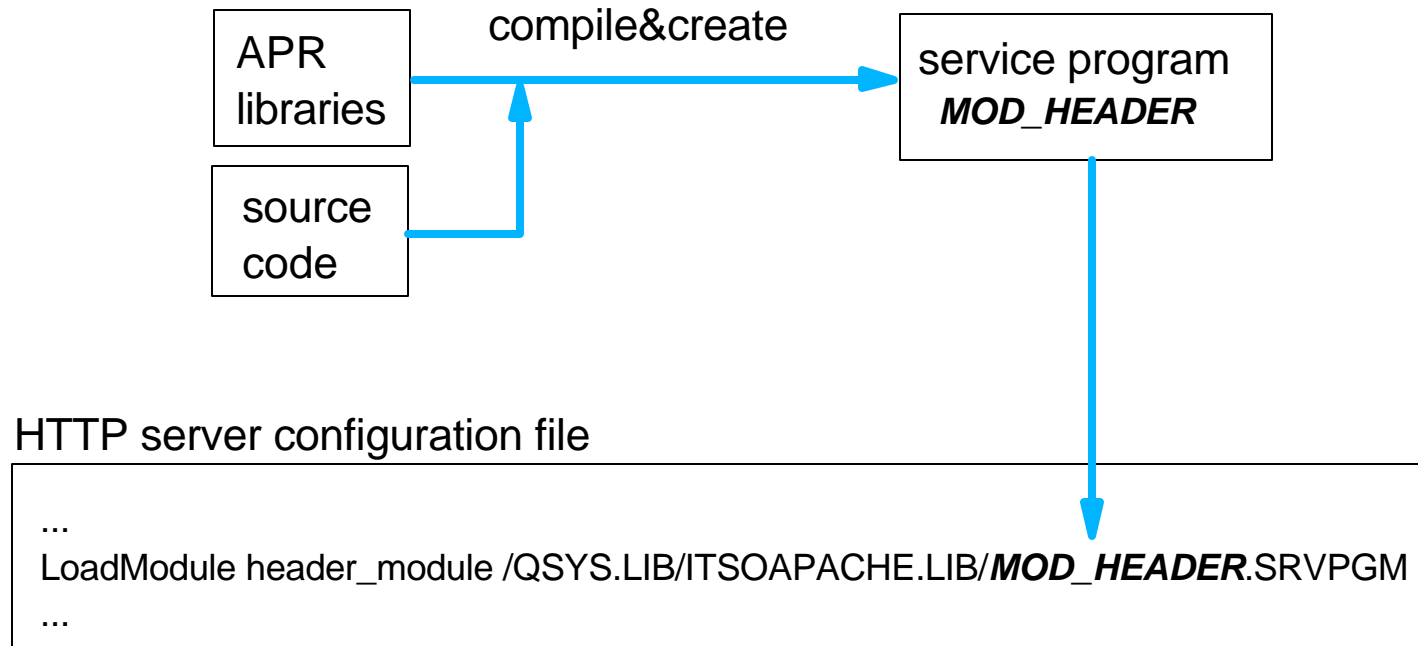 APR
libraries
compile&create
service program
MOD_HEADER
source
code
HTTP server configuration file
...
LoadModule header_module /QSYS.LIB/ITSOAPACHE.LIB/MOD_HEADER.SRVPGM
...